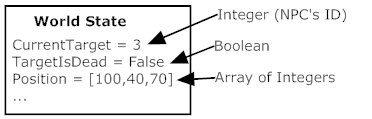 World State
CurrentTarget = 3
TargetIsDead = False
Position = [100,40,70]
...
Integer (NPC's ID)
Boolean
Array of Integers